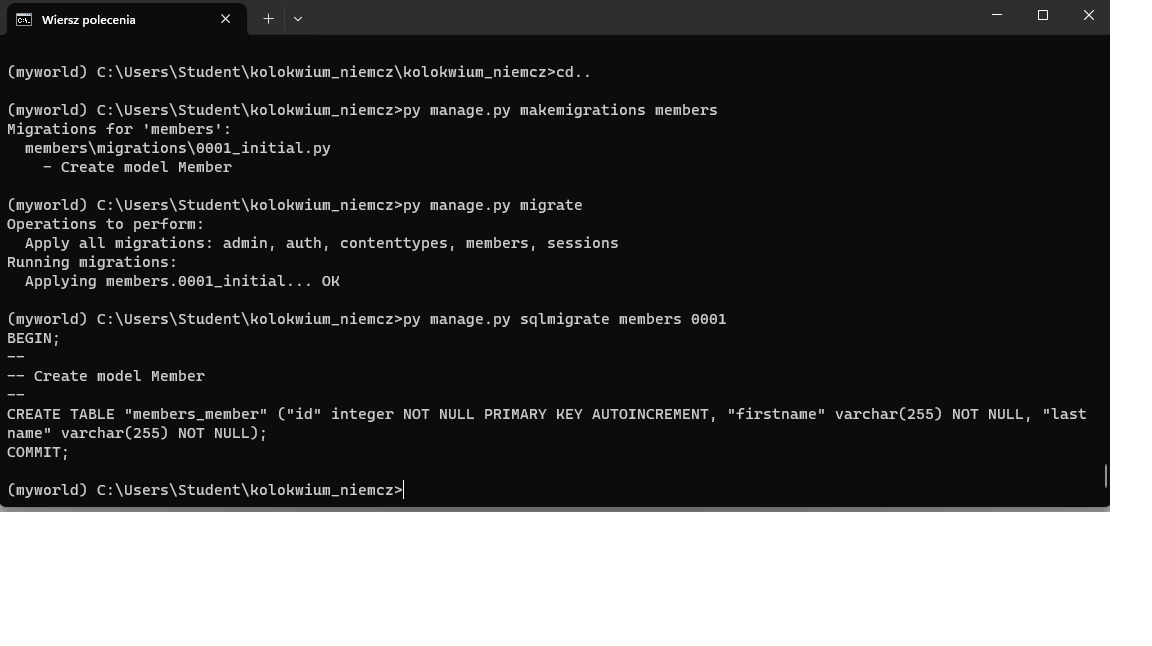 Wiersz polecenia
(myworld) C:\Users\Student\kolokwium_niemcz\kolokwium_niemcz>cd..
(myworld) C:\Users\Student\kolokwium_niemcz>py manage.py makemigrations members
Migrations for 'members':
  members\migrations\0001_initial.py
    - Create model Member
(myworld) C:\Users\Student\kolokwium_niemcz>py manage.py migrate
Operations to perform:
  Apply all migrations: admin, auth, contenttypes, members, sessions
Running migrations:
  Applying members.0001_initial... OK
(myworld) C:\Users\Student\kolokwium_niemcz>py manage.py sqlmigrate members 0001
BEGIN;
--
-- Create model Member
--
CREATE TABLE "members_member" ("id" integer NOT NULL PRIMARY KEY AUTOINCREMENT, "firstname" varchar(255) NOT NULL, "last
name" varchar(255) NOT NULL);
COMMIT;
(myworld) C:\Users\Student\kolokwium_niemcz>